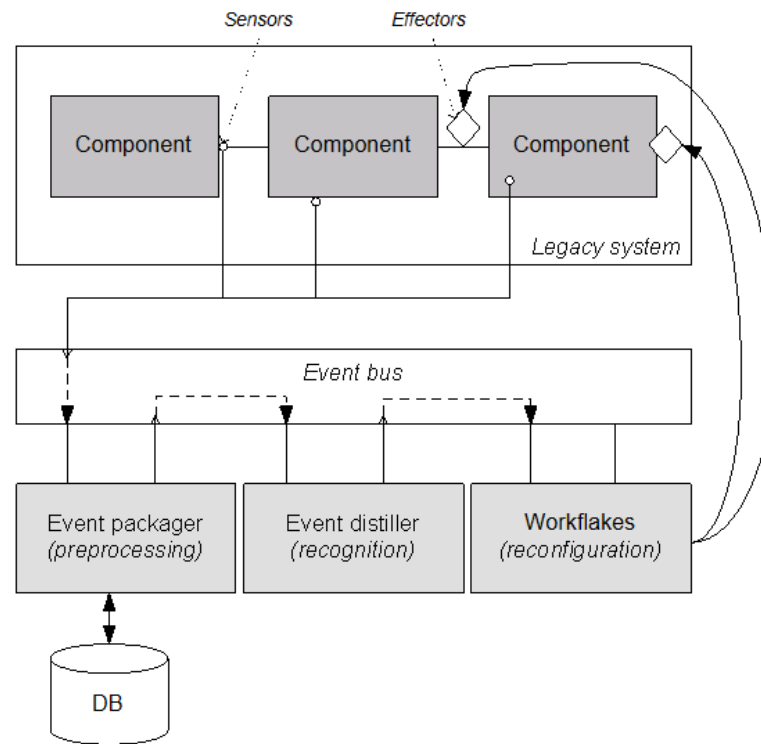 Sensors
Effectors
Component
Component
Component
Legacy system
Event bus
Event packager
(preprocessing)
Event distiller
(recognition)
Workflakes
(reconfiguration)
DB